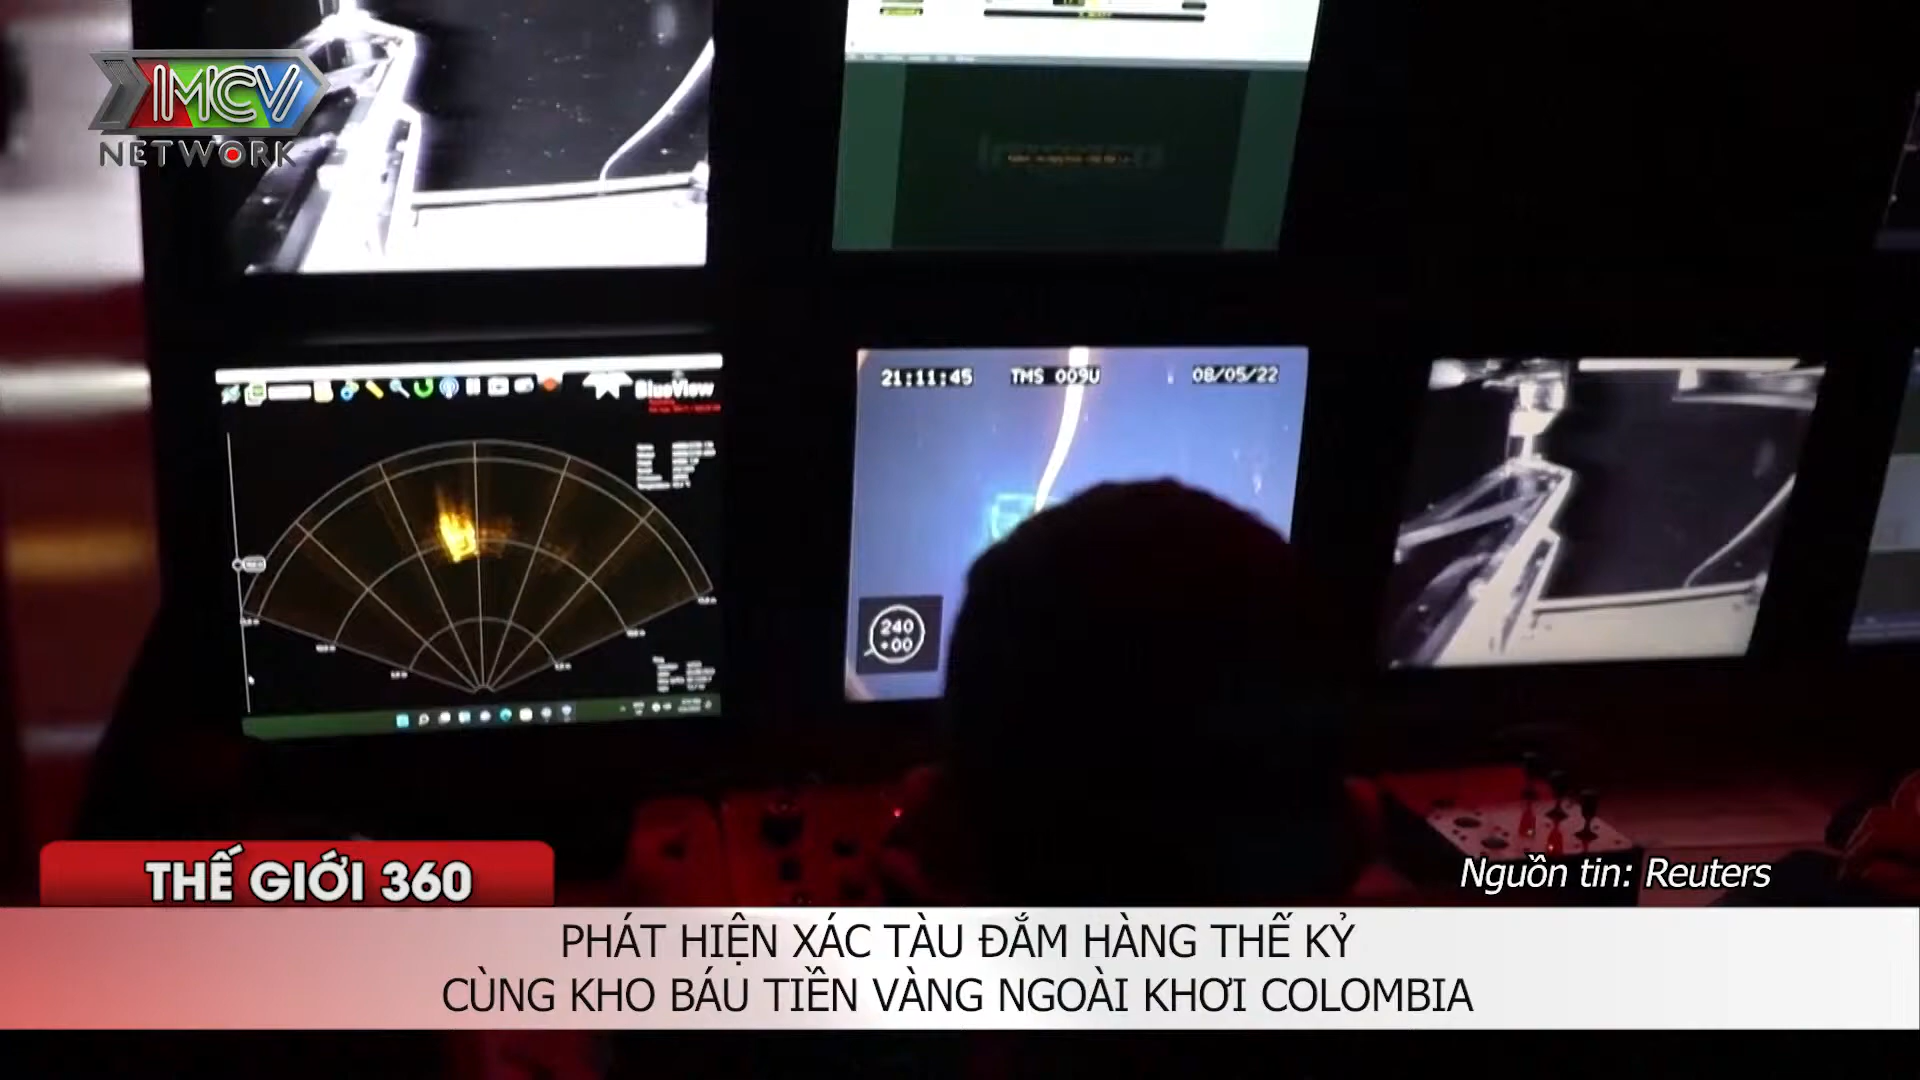 MCV
NETWORK
BlueView
21:11:45 TMS 009U 08/05/22
240
+00
THẾ GIỚI 360
Nguồn tin: Reuters
PHÁT HIỆN XÁC TÀU ĐẮM HÀNG THẾ KỶ
CÙNG KHO BÁU TIỀN VÀNG NGOÀI KHƠI COLOMBIA